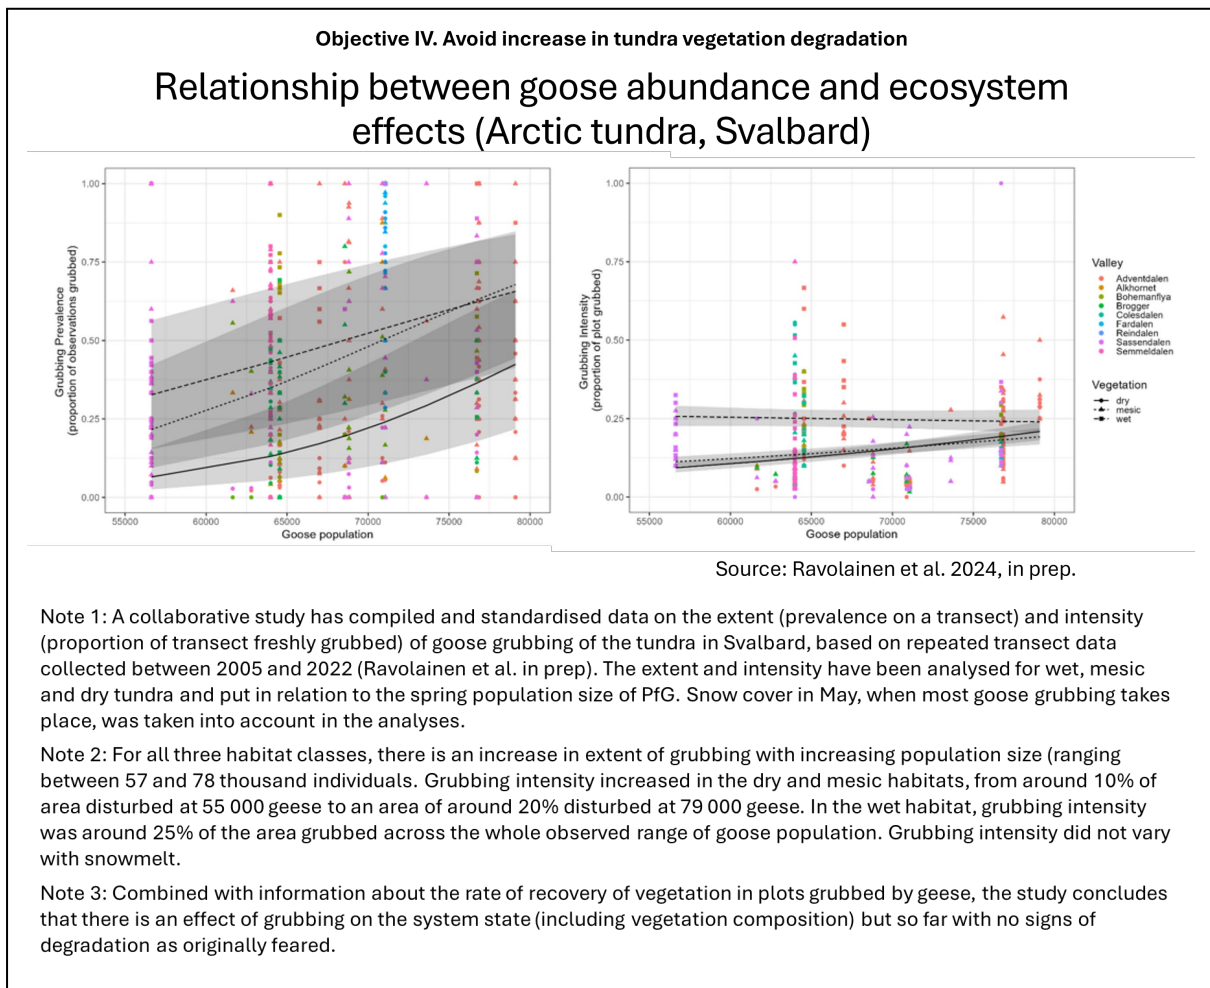 Objective IV. Avoid increase in tundra vegetation degradation
Relationship between goose abundance and ecosystem
effects (Arctic tundra, Svalbard)
1.00
0.75
0.50
0.25
0.00
Grubbing Prevalence
(proportion of observations grubbed)
55000 60000 65000 70000 75000 80000
Goose population
1.00
0.75
0.50
0.25
0.00
Grubbing Intensity
(proportion of plot grubbed)
55000 60000 65000 70000 75000 80000
Goose population
Valley
Adventdalen
Alkhornet
Bohemanflya
Brogger
Colesdalen
Fardalen
Reindalen
Sassendalen
Semmeldalen
Vegetation
dry
mesic
wet
Source: Ravolainen et al. 2024, in prep.
Note 1: A collaborative study has compiled and standardised data on the extent (prevalence on a transect) and intensity
(proportion of transect freshly grubbed) of goose grubbing of the tundra in Svalbard, based on repeated transect data
collected between 2005 and 2022 (Ravolainen et al. in prep). The extent and intensity have been analysed for wet, mesic
and dry tundra and put in relation to the spring population size of PfG. Snow cover in May, when most goose grubbing takes
place, was taken into account in the analyses.
Note 2: For all three habitat classes, there is an increase in extent of grubbing with increasing population size (ranging
between 57 and 78 thousand individuals. Grubbing intensity increased in the dry and mesic habitats, from around 10% of
area disturbed at 55 000 geese to an area of around 20% disturbed at 79 000 geese. In the wet habitat, grubbing intensity
was around 25% of the area grubbed across the whole observed range of goose population. Grubbing intensity did not vary
with snowmelt.
Note 3: Combined with information about the rate of recovery of vegetation in plots grubbed by geese, the study concludes
that there is an effect of grubbing on the system state (including vegetation composition) but so far with no signs of
degradation as originally feared.